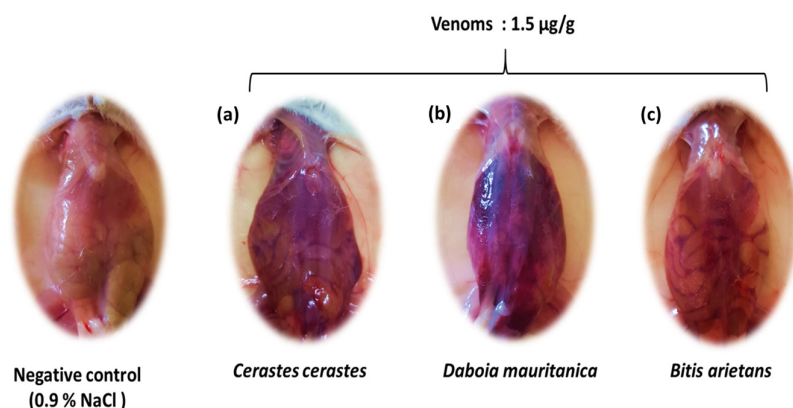 Venoms : 1.5 µg/g
(a)
(b)
(c)
Negative control
(0.9 % NaCl )
Cerastes cerastes
Daboia mauritanica
Bitis arietans